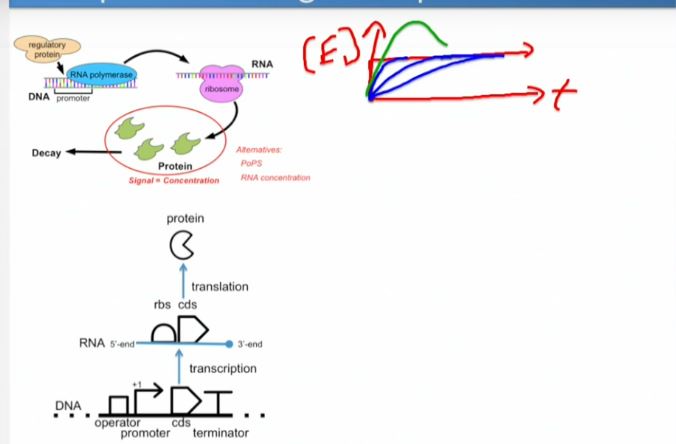 regulatory
protein
RNA polymerase
DNA promoter
RNA
ribosome
Decay
Protein
Signal = Concentration
Alternatives:
PoPS
RNA concentration
[E]
t
protein
translation
rbs cds
RNA 5'-end
3'-end
transcription
+1
DNA
operator
promoter
cds
terminator